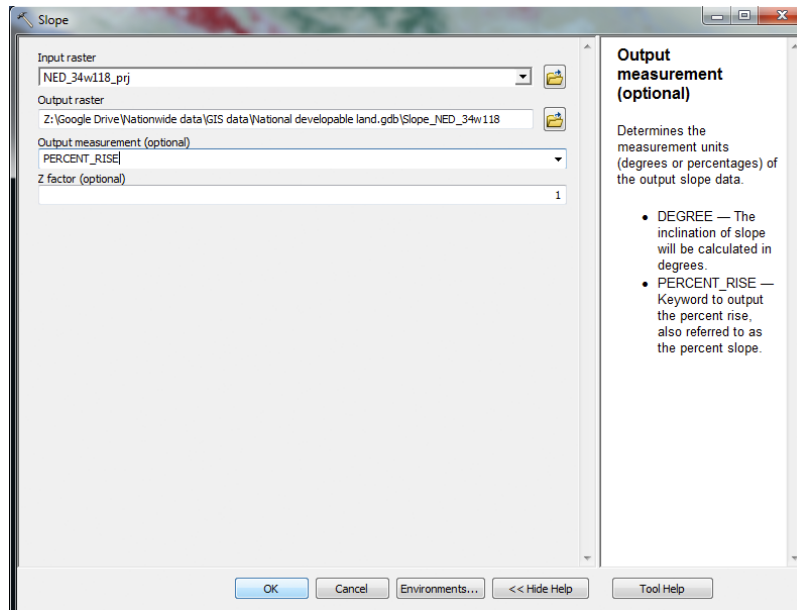 Slope
Input raster
NED_34w118_prj
Output raster
Z:\Google Drive\Nationwide data\GIS data\National developable land.gdb\Slope_NED_34w118
Output measurement (optional)
PERCENT_RISE
Z factor (optional)
1
Output
measurement
(optional)
Determines the
measurement units
(degrees or percentages) of
the output slope data.
• DEGREE — The
inclination of slope
will be calculated in
degrees.
• PERCENT_RISE —
Keyword to output
the percent rise,
also referred to as
the percent slope.
OK Cancel Environments... << Hide Help Tool Help